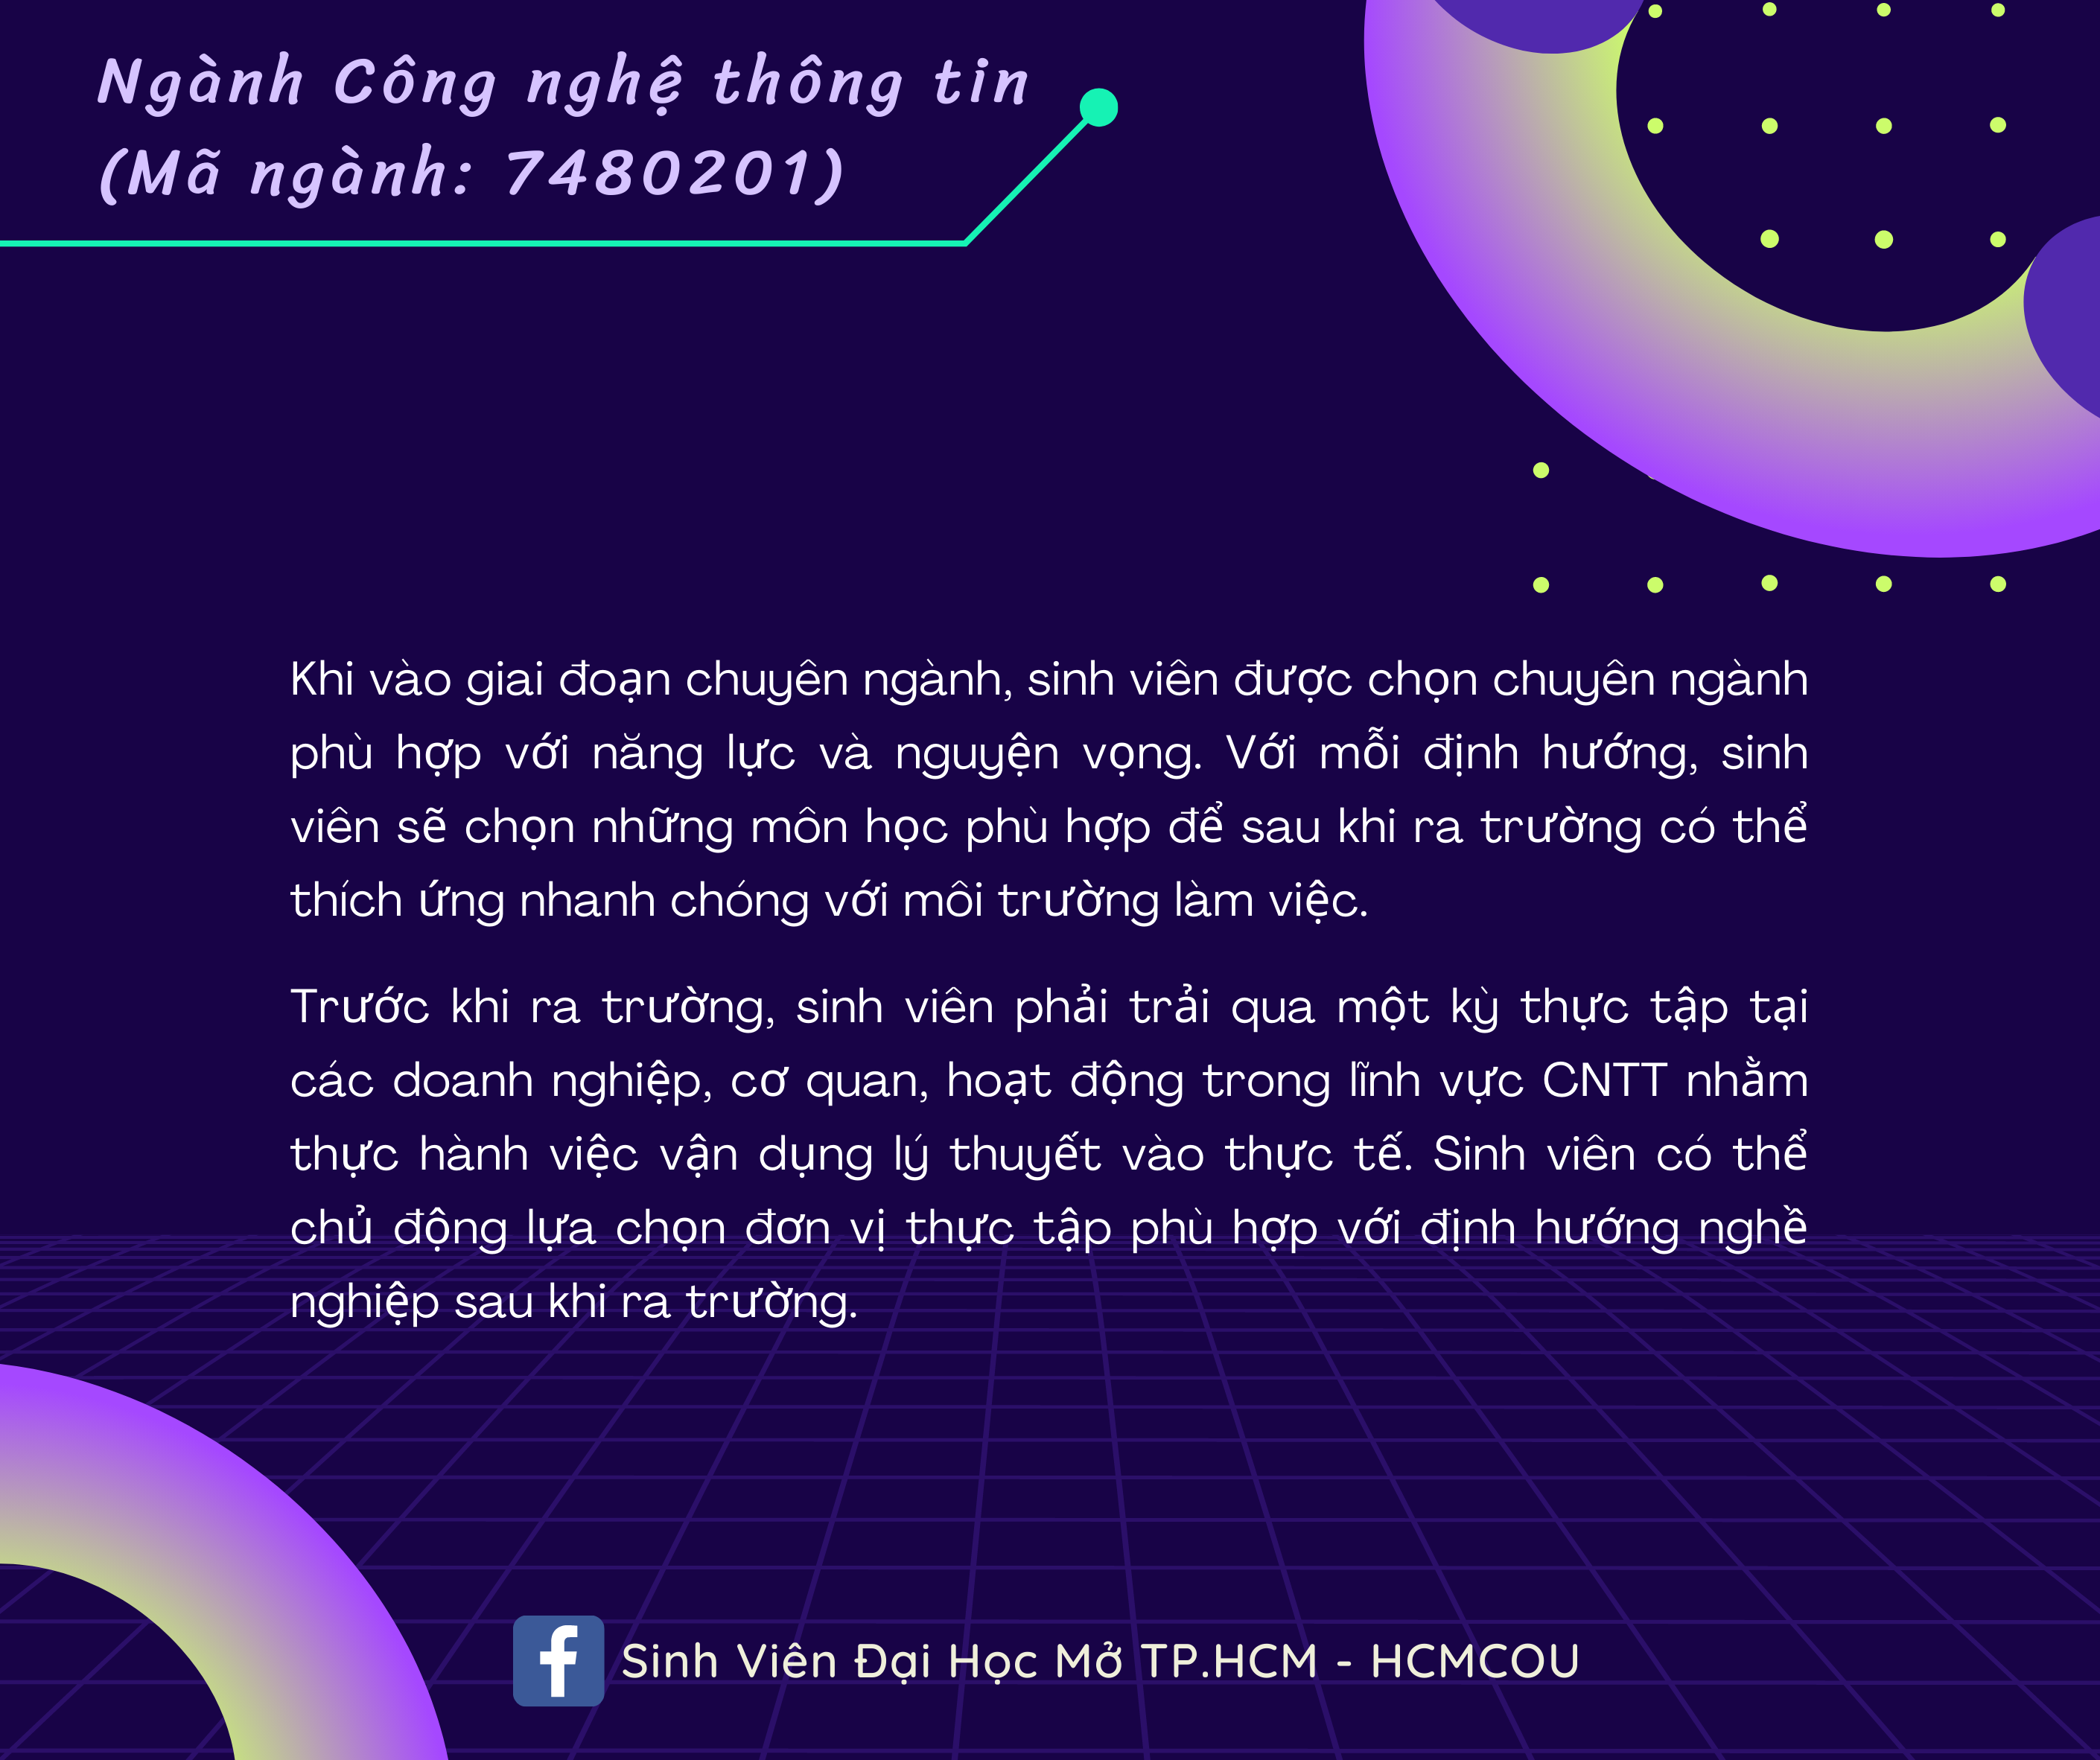 Ngành Công nghệ thông tin
(Mã ngành: 7480201)
Khi vào giai đoạn chuyên ngành, sinh viên được chọn chuyên ngành
phù hợp với năng lực và nguyện vọng. Với mỗi định hướng, sinh
viên sẽ chọn những môn học phù hợp để sau khi ra trường có thể
thích ứng nhanh chóng với môi trường làm việc.
Trước khi ra trường, sinh viên phải trải qua một kỳ thực tập tại
các doanh nghiệp, cơ quan, hoạt động trong lĩnh vực CNTT nhằm
thực hành việc vận dụng lý thuyết vào thực tế. Sinh viên có thể
chủ động lựa chọn đơn vị thực tập phù hợp với định hướng nghề
nghiệp sau khi ra trường.
Sinh Viên Đại Học Mở TP.HCM - HCMCOU